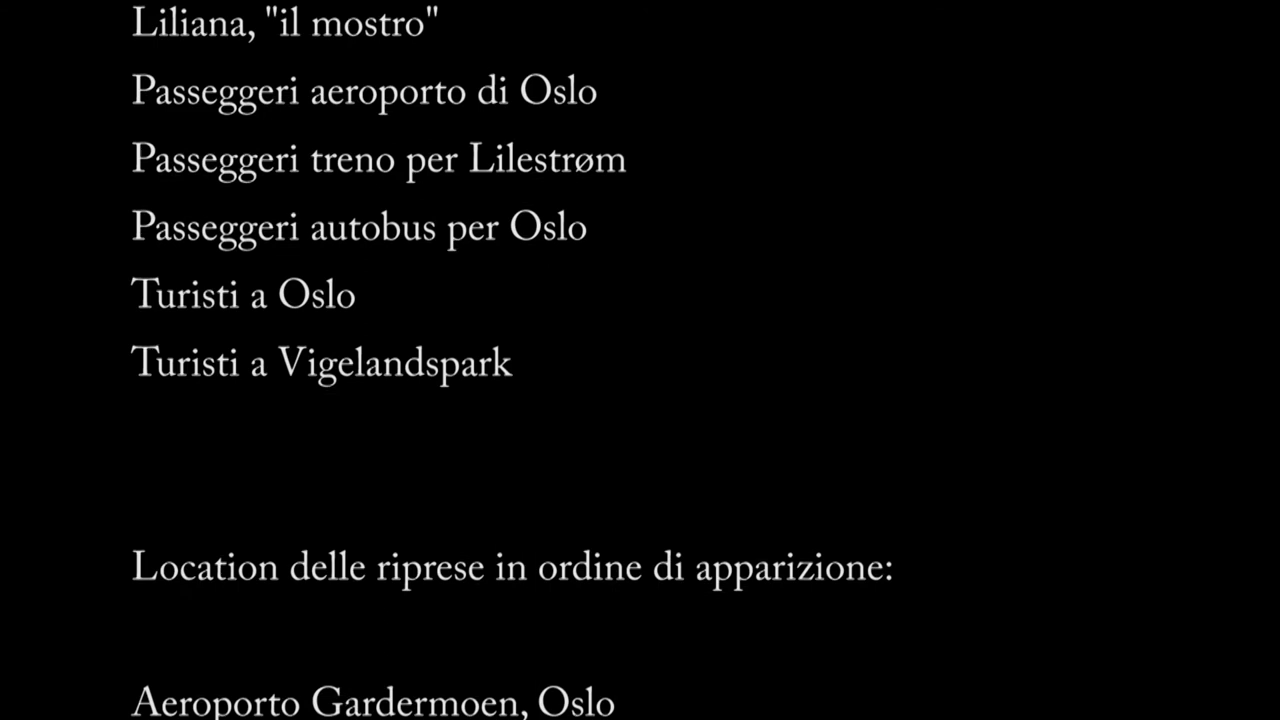 Liliana, "il mostro"
Passeggeri aeroporto di Oslo
Passeggeri treno per Lilestrøm
Passeggeri autobus per Oslo
Turisti a Oslo
Turisti a Vigelandspark
Location delle riprese in ordine di apparizione:
Aeroporto Gardermoen, Oslo